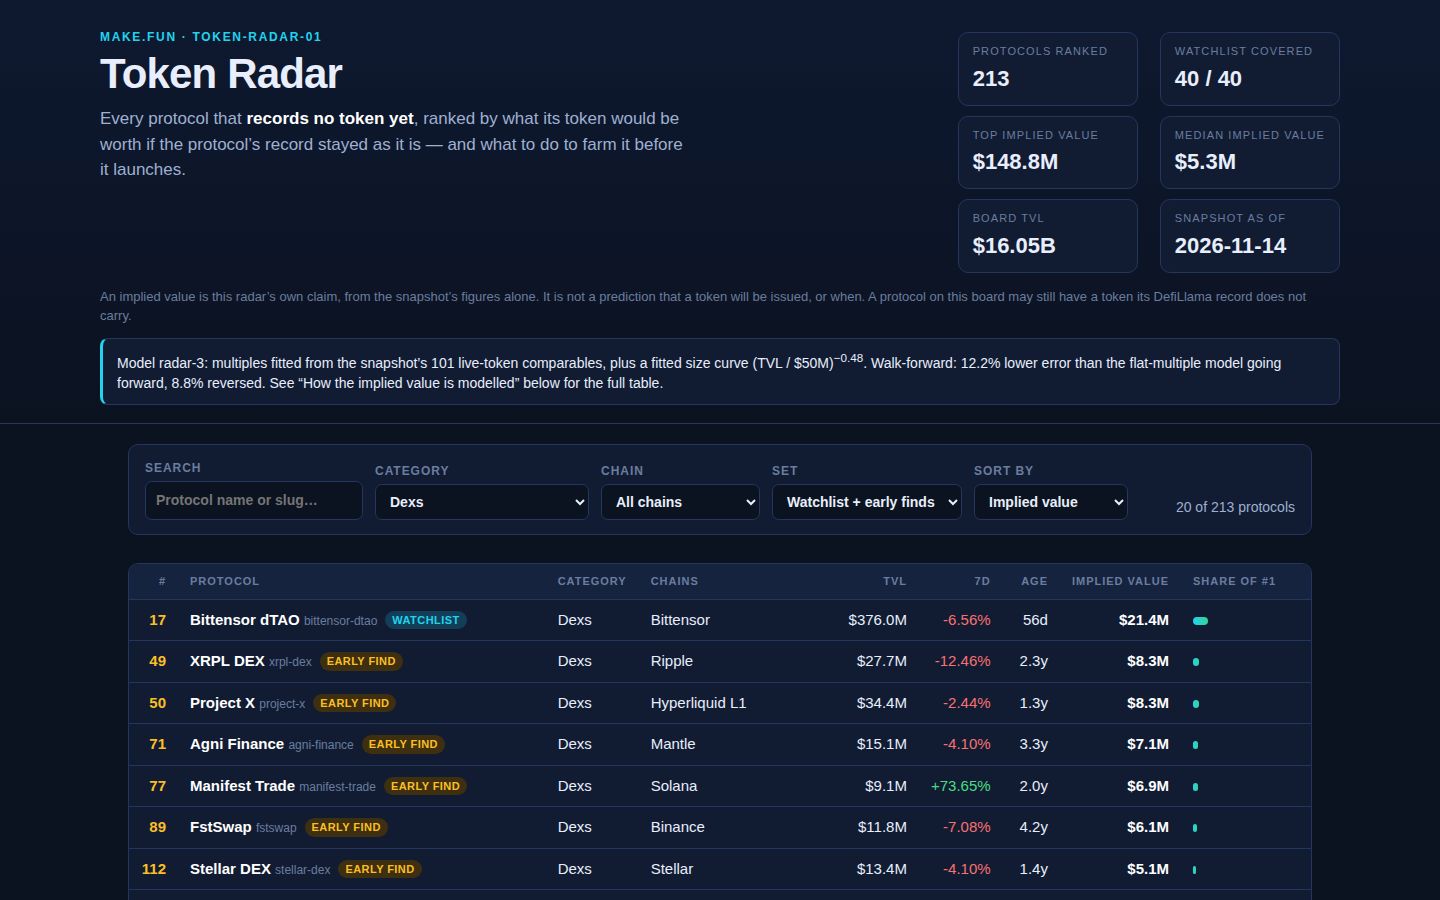 MAKE.FUN · TOKEN-RADAR-01
Token Radar
Every protocol that records no token yet, ranked by what its token would be
worth if the protocol’s record stayed as it is — and what to do to farm it before
it launches.
PROTOCOLS RANKED
213
WATCHLIST COVERED
40 / 40
TOP IMPLIED VALUE
$148.8M
MEDIAN IMPLIED VALUE
$5.3M
BOARD TVL
$16.05B
SNAPSHOT AS OF
2026-11-14
An implied value is this radar’s own claim, from the snapshot’s figures alone. It is not a prediction that a token will be issued, or when. A protocol on this board may still have a token its DefiLlama record does not
carry.
Model radar-3: multiples fitted from the snapshot’s 101 live-token comparables, plus a fitted size curve (TVL / $50M)−0.48. Walk-forward: 12.2% lower error than the flat-multiple model going
forward, 8.8% reversed. See “How the implied value is modelled” below for the full table.
SEARCH CATEGORY CHAIN SET SORT BY
Protocol name or slug… Dexs All chains Watchlist + early finds Implied value 20 of 213 protocols
# PROTOCOL CATEGORY CHAINS TVL 7D AGE IMPLIED VALUE SHARE OF #1
17 Bittensor dTAO bittensor-dtao WATCHLIST Dexs Bittensor $376.0M -6.56% 56d $21.4M
49 XRPL DEX xrpl-dex EARLY FIND Dexs Ripple $27.7M -12.46% 2.3y $8.3M
50 Project X project-x EARLY FIND Dexs Hyperliquid L1 $34.4M -2.44% 1.3y $8.3M
71 Agni Finance agni-finance EARLY FIND Dexs Mantle $15.1M -4.10% 3.3y $7.1M
77 Manifest Trade manifest-trade EARLY FIND Dexs Solana $9.1M +73.65% 2.0y $6.9M
89 FstSwap fstswap EARLY FIND Dexs Binance $11.8M -7.08% 4.2y $6.1M
112 Stellar DEX stellar-dex EARLY FIND Dexs Stellar $13.4M -4.10% 1.4y $5.1M